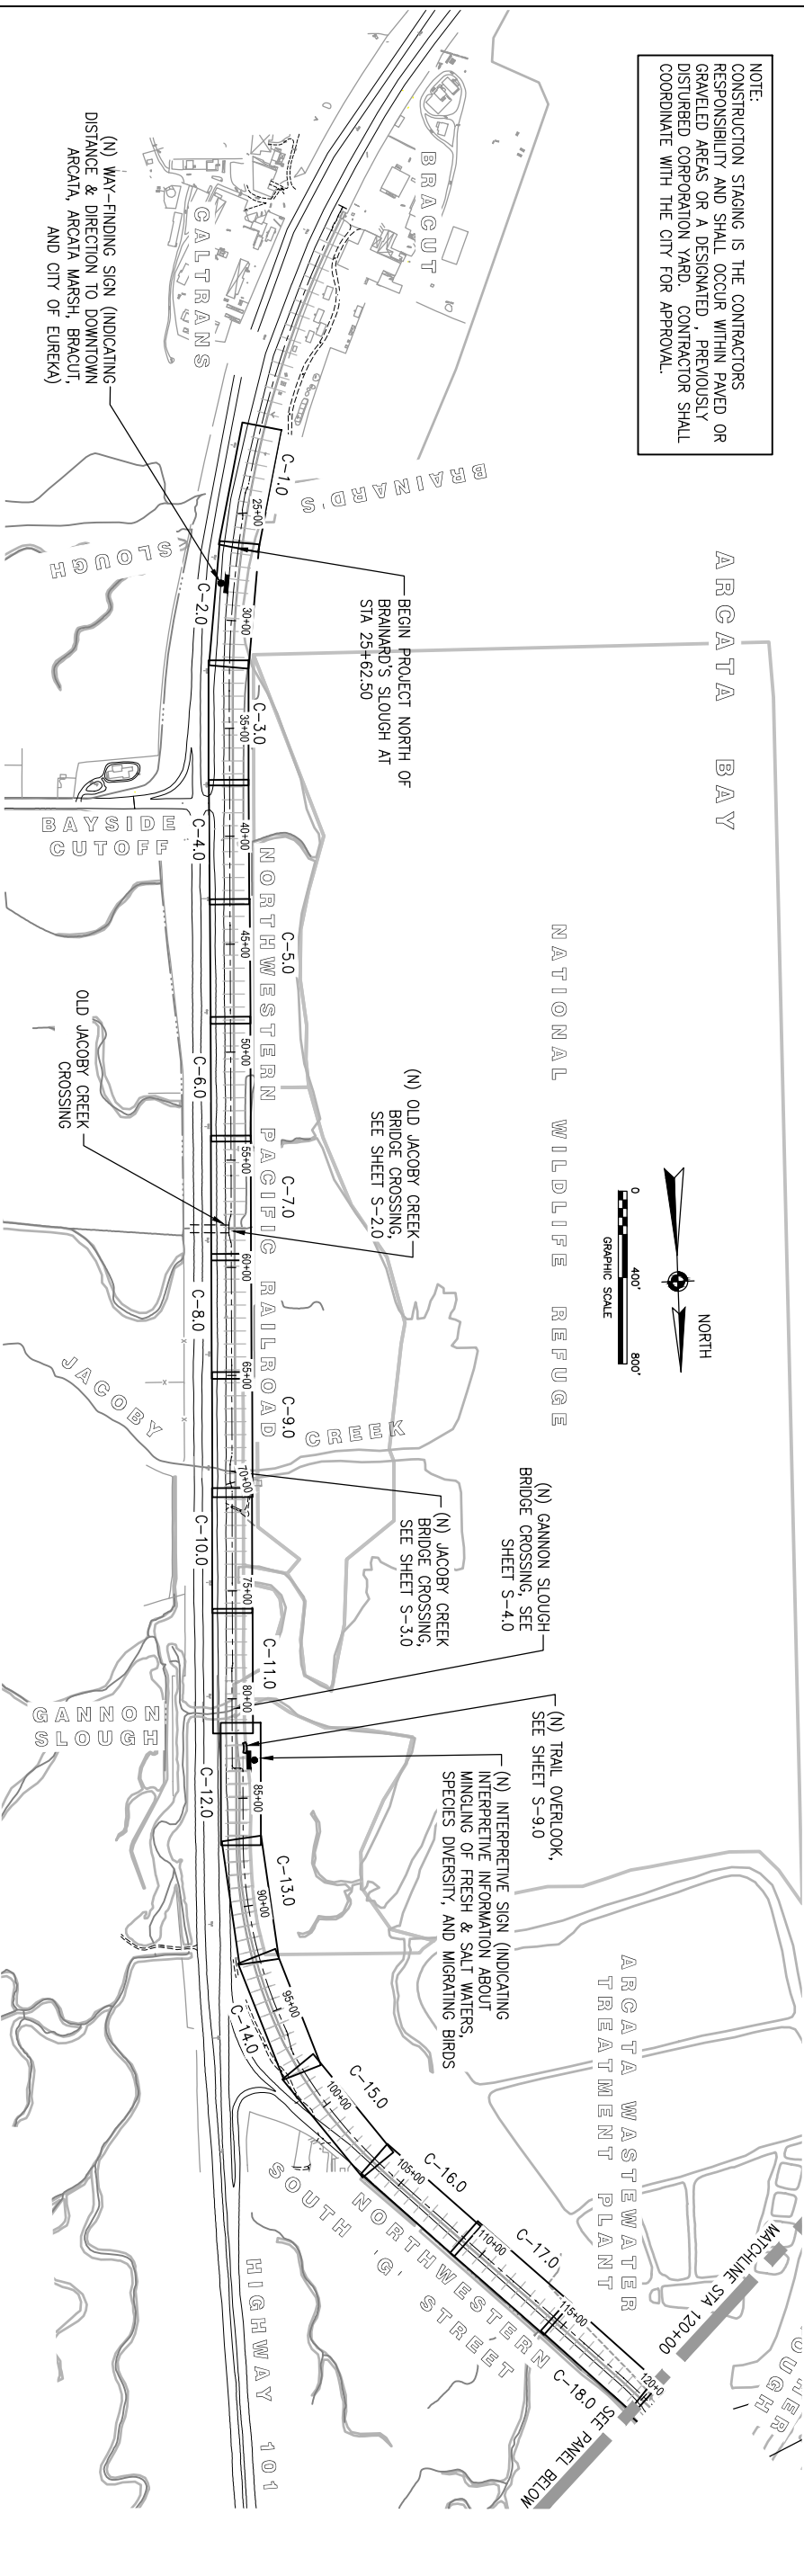 NOTE:
CONSTRUCTION STAGING IS THE CONTRACTORS
RESPONSIBILITY AND SHALL OCCUR WITHIN PAVED OR
GRAVELED AREAS OR A DESIGNATED , PREVIOUSLY
DISTURBED CORPORATION YARD. CONTRACTOR SHALL
COORDINATE WITH THE CITY FOR APPROVAL.
BRACUT
CALTRANS
(N) WAY-FINDING SIGN (INDICATING
DISTANCE & DIRECTION TO DOWNTOWN
ARCATA, ARCATA MARSH, BRACUT,
AND CITY OF EUREKA)
BRAINARD'S
SLOUGH
ARCATA BAY
BEGIN PROJECT NORTH OF
BRAINARD'S SLOUGH AT
STA 25+62.50
C-1.0
25+00
C-2.0
30+00
C-3.0
35+00
C-4.0
40+00
BAYSIDE
CUTOFF
NORTHWESTERN PACIFIC RAILROAD
C-5.0
45+00
NATIONAL WILDLIFE REFUGE
50+00
C-6.0
OLD JACOBY CREEK
CROSSING
(N) OLD JACOBY CREEK
BRIDGE CROSSING,
SEE SHEET S-2.0
55+00
C-7.0
60+00
C-8.0
NORTH
0
400'
800'
GRAPHIC SCALE
65+00
C-9.0
JACOBY
CREEK
70+00
(N) JACOBY CREEK
BRIDGE CROSSING,
SEE SHEET S-3.0
C-10.0
75+00
(N) GANNON SLOUGH
BRIDGE CROSSING, SEE
SHEET S-4.0
C-11.0
80+00
GANNON
SLOUGH
(N) TRAIL OVERLOOK,
SEE SHEET S-9.0
(N) INTERPRETIVE SIGN (INDICATING
INTERPRETIVE INFORMATION ABOUT
MINGLING OF FRESH & SALT WATERS,
SPECIES DIVERSITY, AND MIGRATING BIRDS
C-12.0
85+00
C-13.0
90+00
95+00
C-14.0
ARCATA WASTEWATER
TREATMENT PLANT
100+00
C-15.0
105+00
C-16.0
110+00
C-17.0
115+00
C-18.0
120+0
NORTHWESTERN
SOUTH 'G' STREET
HIGHWAY 101
MATCHLINE STA 120+00
SEE PANEL BELOW